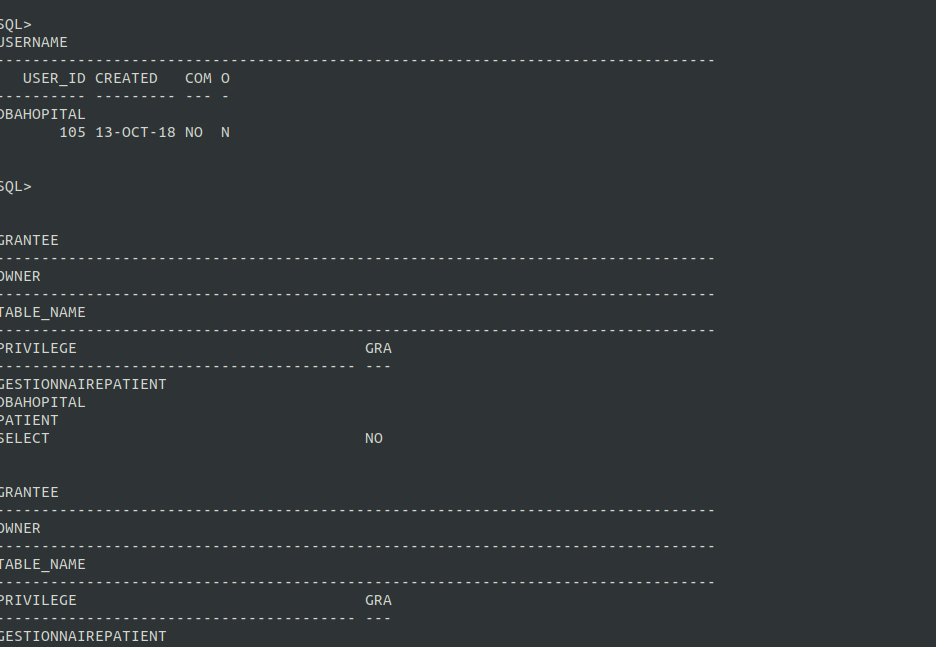 SQL>
USERNAME
--------------------------------------------------------------------------------
   USER_ID CREATED   COM O
---------- --------- --- -
DBAHOPITAL
       105 13-OCT-18 NO  N
SQL>
GRANTEE
--------------------------------------------------------------------------------
OWNER
--------------------------------------------------------------------------------
TABLE_NAME
--------------------------------------------------------------------------------
PRIVILEGE                                GRA
---------------------------------------- ---
GESTIONNAIREPATIENT
DBAHOPITAL
PATIENT
SELECT                                   NO
GRANTEE
--------------------------------------------------------------------------------
OWNER
--------------------------------------------------------------------------------
TABLE_NAME
--------------------------------------------------------------------------------
PRIVILEGE                                GRA
---------------------------------------- ---
GESTIONNAIREPATIENT